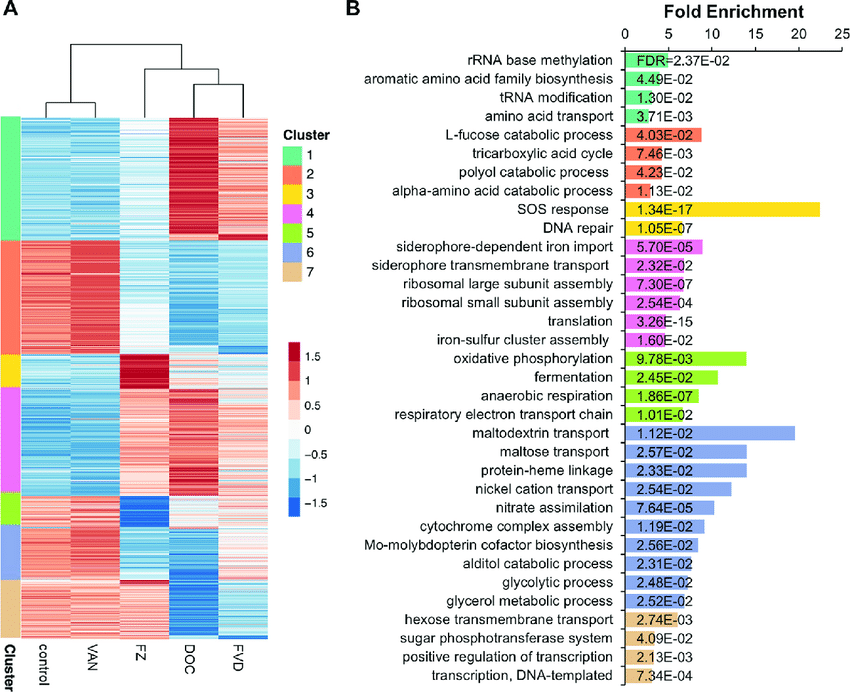 A
Cluster
1
2
3
4
5
6
7
1.5
1
0.5
0
−0.5
−1
−1.5
control
VAN
FZ
DOC
FVD
Cluster
B
Fold Enrichment
0 5 10 15 20 25
rRNA base methylation FDR=2.37E-02
aromatic amino acid family biosynthesis 4.49E-02
tRNA modification 1.30E-02
amino acid transport 3.71E-03
L-fucose catabolic process 4.03E-02
tricarboxylic acid cycle 7.46E-03
polyol catabolic process 4.23E-02
alpha-amino acid catabolic process 1.13E-02
SOS response 1.34E-17
DNA repair 1.05E-07
siderophore-dependent iron import 5.70E-05
siderophore transmembrane transport 2.32E-02
ribosomal large subunit assembly 7.30E-07
ribosomal small subunit assembly 2.54E-04
translation 3.26E-15
iron-sulfur cluster assembly 1.60E-02
oxidative phosphorylation 9.78E-03
fermentation 2.45E-02
anaerobic respiration 1.86E-07
respiratory electron transport chain 1.01E-02
maltodextrin transport 1.12E-02
maltose transport 2.57E-02
protein-heme linkage 2.33E-02
nickel cation transport 2.54E-02
nitrate assimilation 7.64E-05
cytochrome complex assembly 1.19E-02
Mo-molybdopterin cofactor biosynthesis 2.56E-02
alditol catabolic process 2.31E-02
glycolytic process 2.48E-02
glycerol metabolic process 2.52E-02
hexose transmembrane transport 2.74E-03
sugar phosphotransferase system 4.09E-02
positive regulation of transcription 2.13E-03
transcription, DNA-templated 7.34E-04